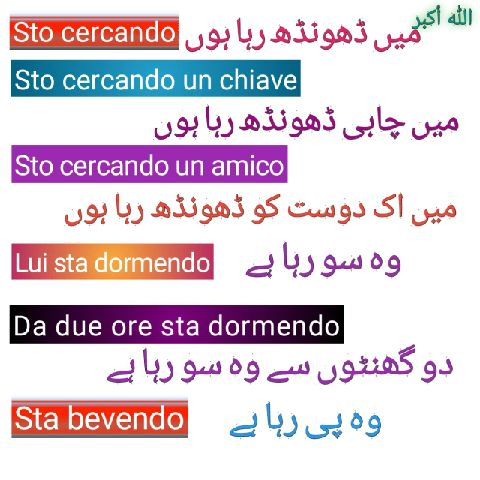 الله أكبر
Sto cercando میں ڈھونڈھ رہا ہوں
Sto cercando un chiave
میں چابی ڈھونڈھ رہا ہوں
Sto cercando un amico
میں اک دوست کو ڈھونڈھ رہا ہوں
Lui sta dormendo وہ سو رہا ہے
Da due ore sta dormendo
دو گھنٹوں سے وہ سو رہا ہے
Sta bevendo وہ پی رہا ہے